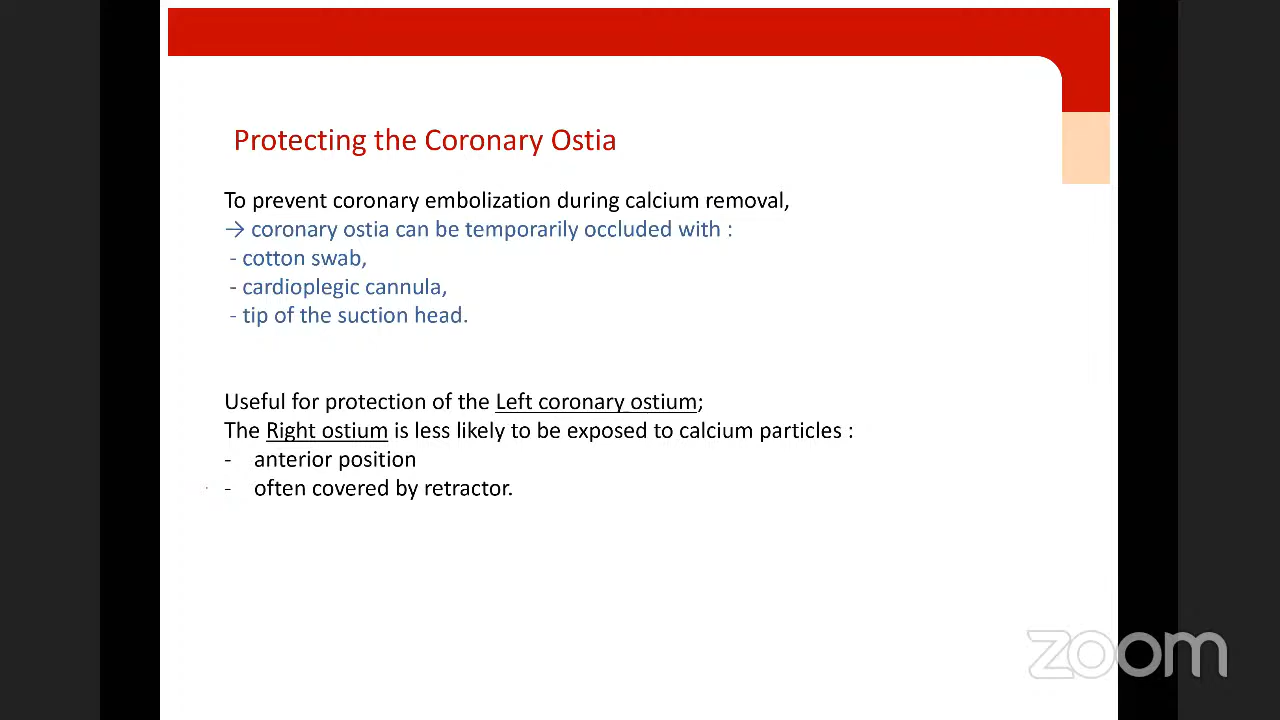 Protecting the Coronary Ostia
To prevent coronary embolization during calcium removal,
→ coronary ostia can be temporarily occluded with :
- cotton swab,
- cardioplegic cannula,
- tip of the suction head.
Useful for protection of the Left coronary ostium;
The Right ostium is less likely to be exposed to calcium particles :
- anterior position
- often covered by retractor.
zoom